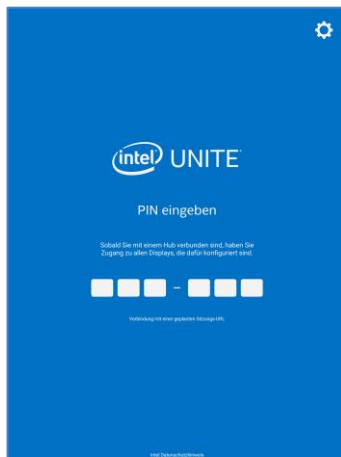 intel UNITE
PIN eingeben
Sobald Sie mit einem Hub verbunden sind, haben Sie
Zugang zu allen Displays, die dafür konfiguriert sind.
–
Verbindung mit einer geplanten Sitzungs-URL
Intel Datenschutzhinweis